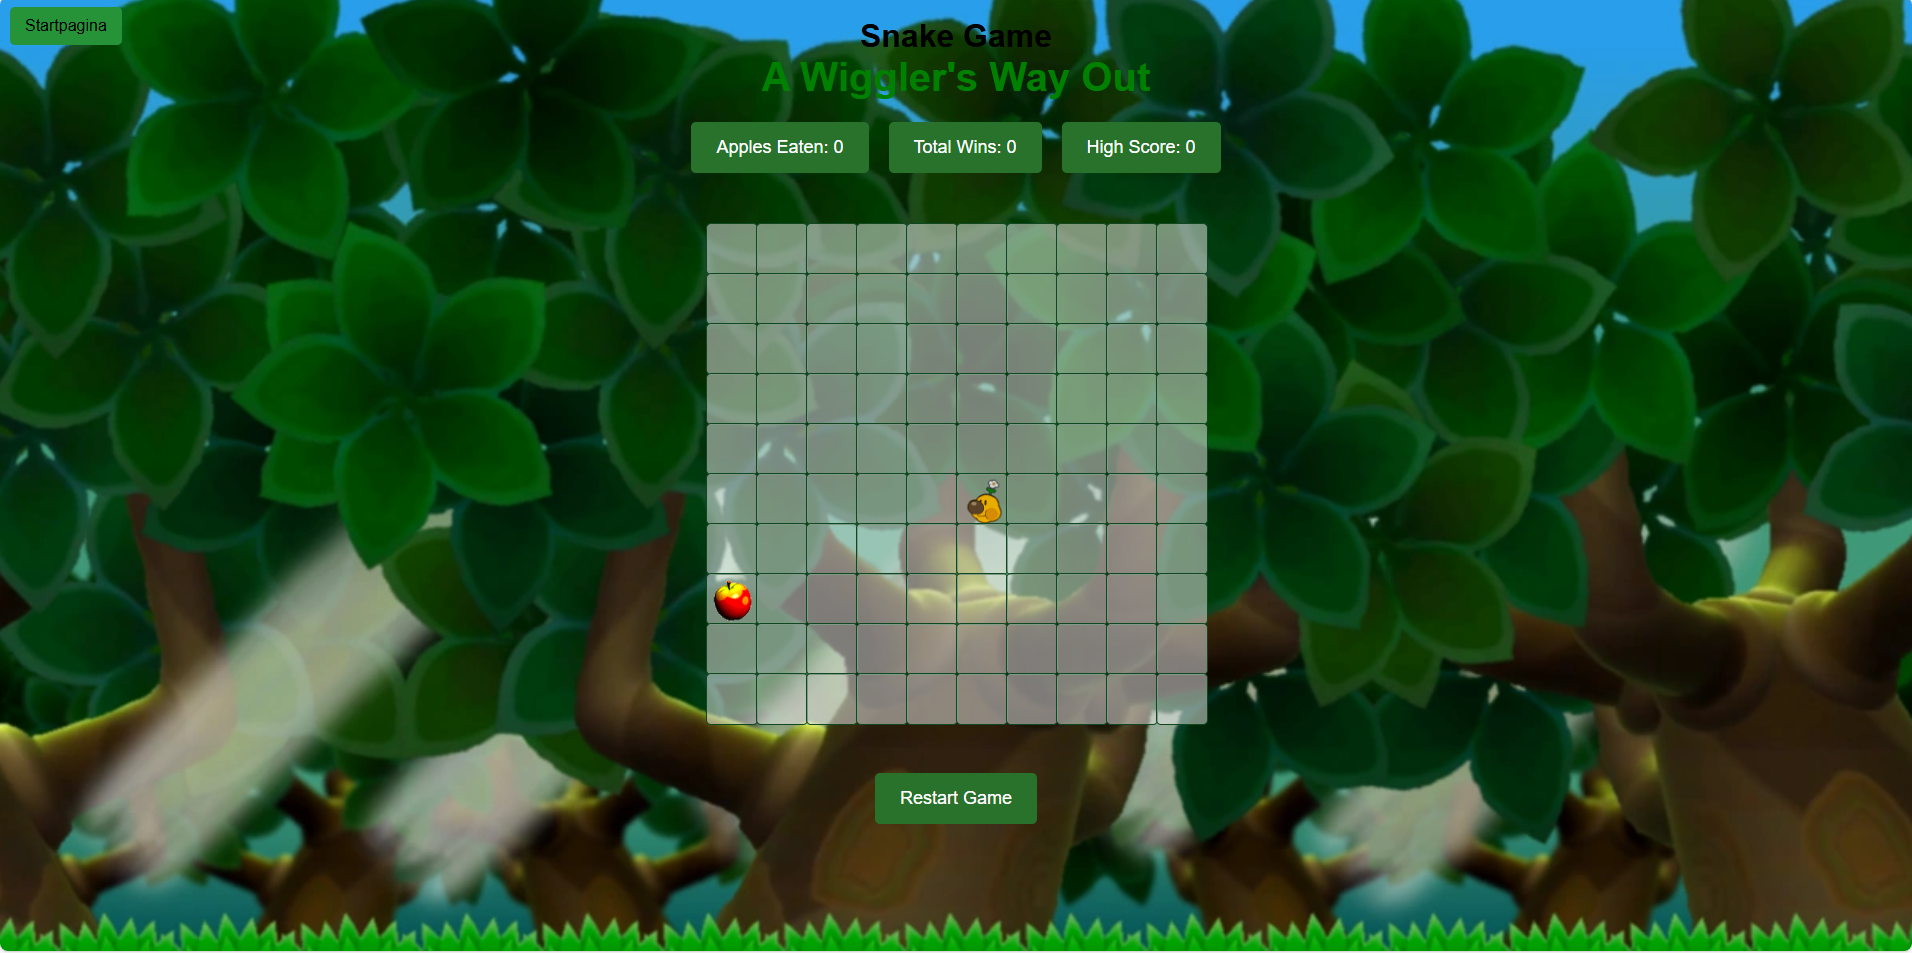 Startpagina
Snake Game
A Wiggler's Way Out
Apples Eaten: 0
Total Wins: 0
High Score: 0
Restart Game